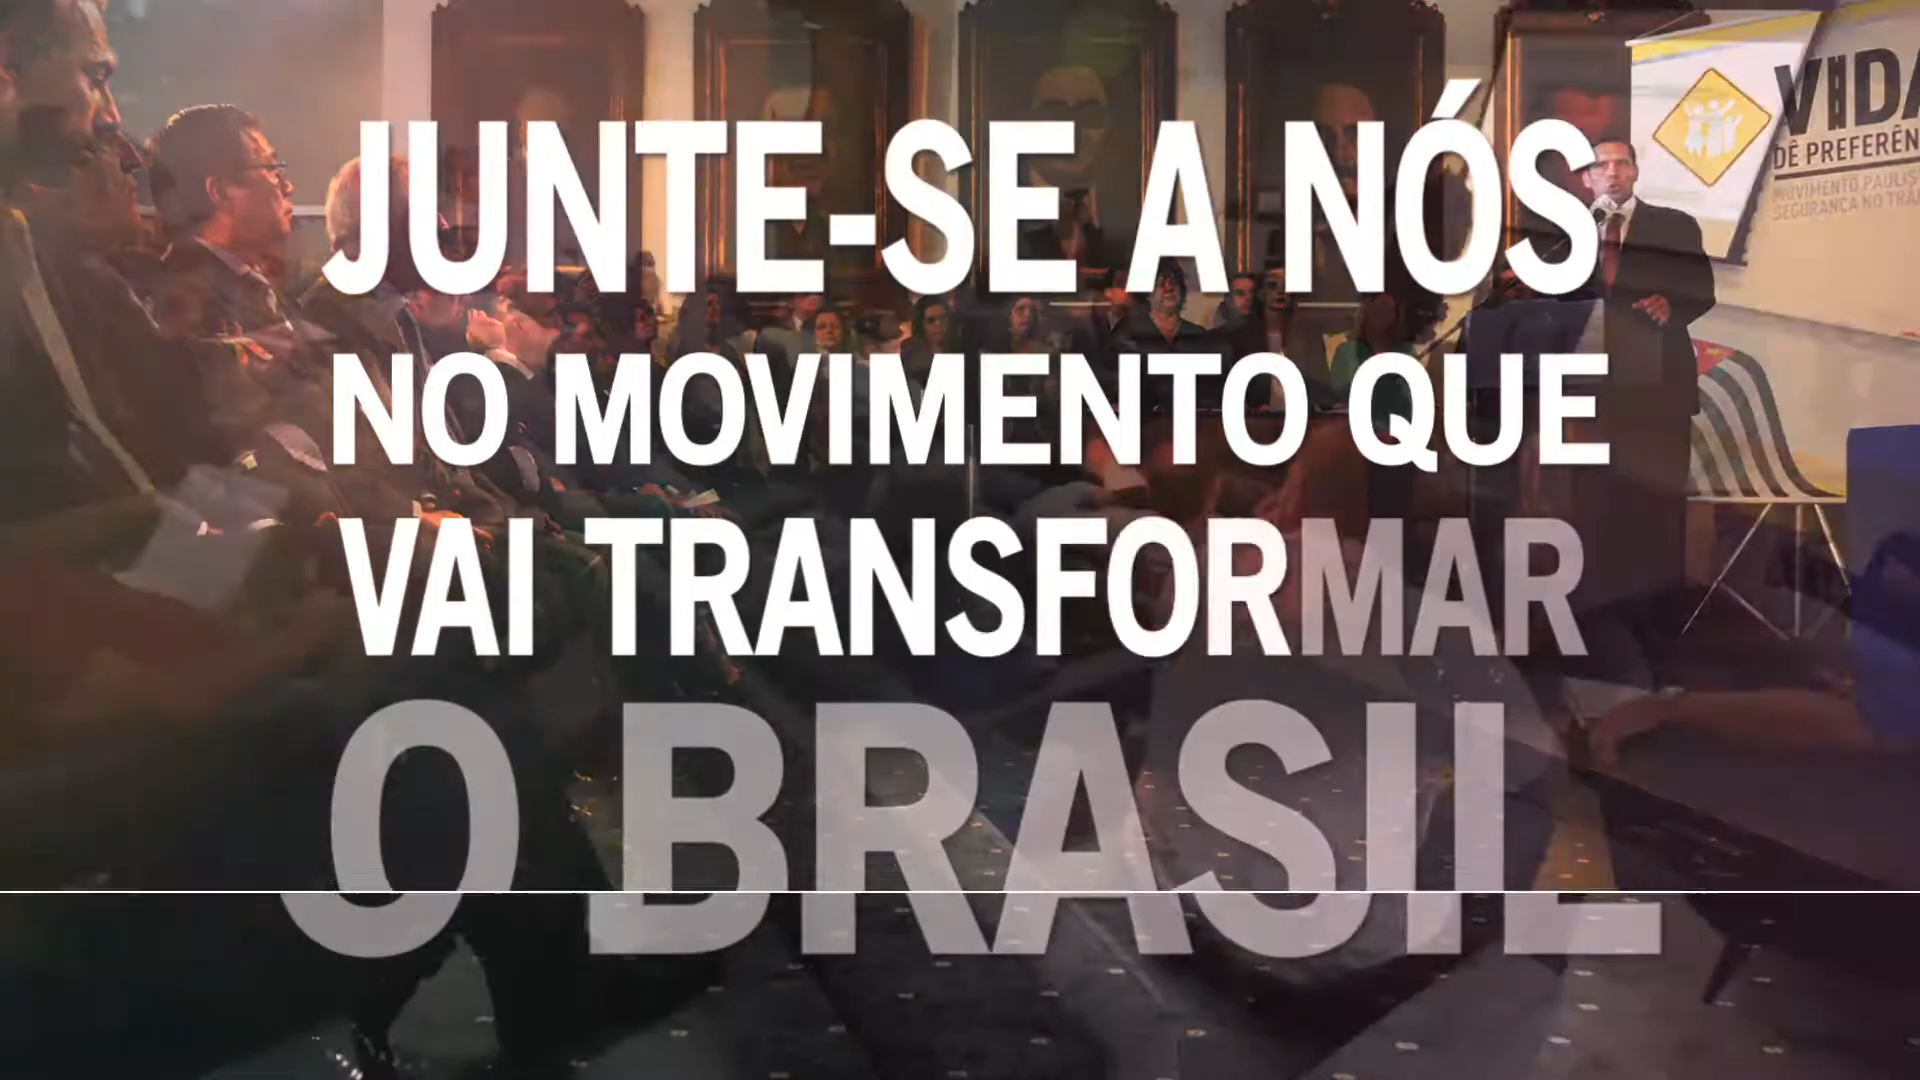 JUNTE-SE A NÓS
NO MOVIMENTO QUE
VAI TRANSFORMAR
O BRASIL
VIDA
DÊ PREFERÊN
MOVIMENTO PAULIS
SEGURANÇA NO TRÂ